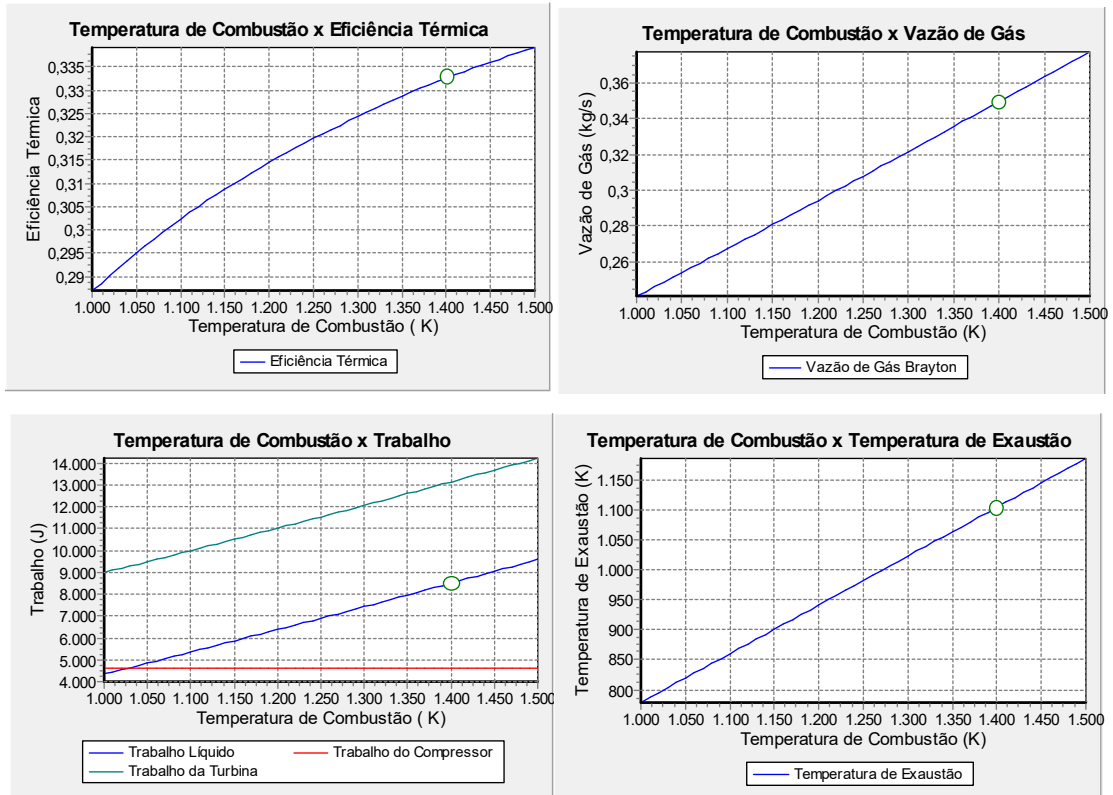 Temperatura de Combustão x Eficiência Térmica
Eficiência Térmica
0,335
0,33
0,325
0,32
0,315
0,31
0,305
0,3
0,295
0,29
1.000 1.050 1.100 1.150 1.200 1.250 1.300 1.350 1.400 1.450 1.500
Temperatura de Combustão ( K)
Eficiência Térmica
Temperatura de Combustão x Vazão de Gás
Vazão de Gás (kg/s)
0,36
0,34
0,32
0,3
0,28
0,26
1.000 1.050 1.100 1.150 1.200 1.250 1.300 1.350 1.400 1.450 1.500
Temperatura de Combustão (K)
Vazão de Gás Brayton
Temperatura de Combustão x Trabalho
Trabalho (J)
14.000
13.000
12.000
11.000
10.000
9.000
8.000
7.000
6.000
5.000
4.000
1.000 1.050 1.100 1.150 1.200 1.250 1.300 1.350 1.400 1.450 1.500
Temperatura de Combustão ( K)
Trabalho Líquido Trabalho do Compressor
Trabalho da Turbina
Temperatura de Combustão x Temperatura de Exaustão
Temperatura de Exaustão (K)
1.150
1.100
1.050
1.000
950
900
850
800
1.000 1.050 1.100 1.150 1.200 1.250 1.300 1.350 1.400 1.450 1.500
Temperatura de Combustão (K)
Temperatura de Exaustão